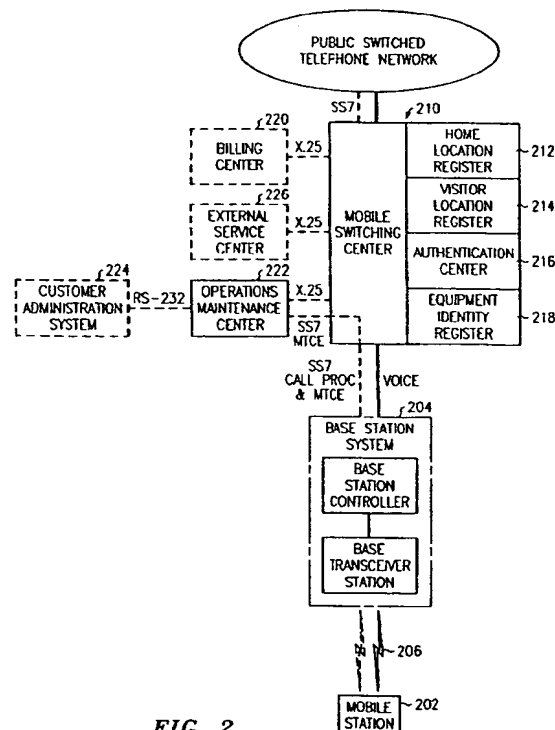 PUBLIC SWITCHED
TELEPHONE NETWORK
SS7
210
220
BILLING
CENTER
X.25
HOME
LOCATION
REGISTER
212
226
EXTERNAL
SERVICE
CENTER
X.25
MOBILE
SWITCHING
CENTER
VISITOR
LOCATION
REGISTER
214
AUTHENTICATION
CENTER
216
224
CUSTOMER
ADMINISTRATION
SYSTEM
RS-232
222
OPERATIONS
MAINTENANCE
CENTER
X.25
SS7
MTCE
EQUIPMENT
IDENTITY
REGISTER
218
SS7
CALL PROC
& MTCE
VOICE
204
BASE STATION
SYSTEM
BASE
STATION
CONTROLLER
BASE
TRANSCEIVER
STATION
206
202
MOBILE
STATION
FIG. 2